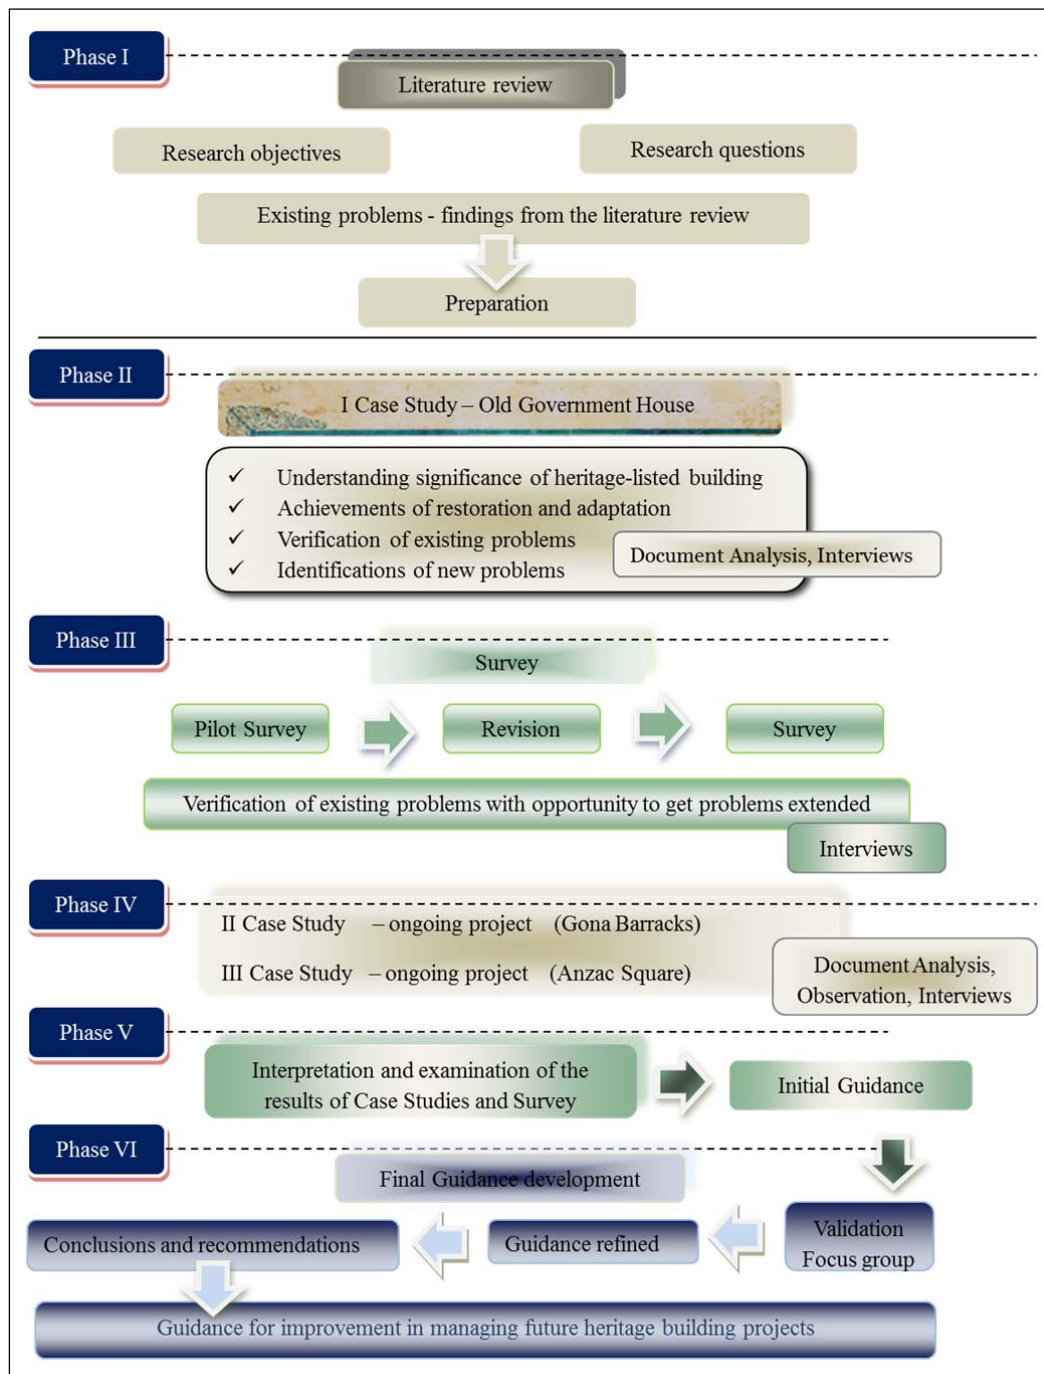 Phase I
Literature review
Research objectives
Research questions
Existing problems - findings from the literature review
Preparation
Phase II
I Case Study – Old Government House
✓ Understanding significance of heritage-listed building
✓ Achievements of restoration and adaptation
✓ Verification of existing problems
✓ Identifications of new problems
Document Analysis, Interviews
Phase III
Survey
Pilot Survey
Revision
Survey
Verification of existing problems with opportunity to get problems extended
Interviews
Phase IV
II Case Study – ongoing project (Gona Barracks)
III Case Study – ongoing project (Anzac Square)
Document Analysis,
Observation, Interviews
Phase V
Interpretation and examination of the
results of Case Studies and Survey
Initial Guidance
Phase VI
Final Guidance development
Validation
Focus group
Guidance refined
Conclusions and recommendations
Guidance for improvement in managing future heritage building projects